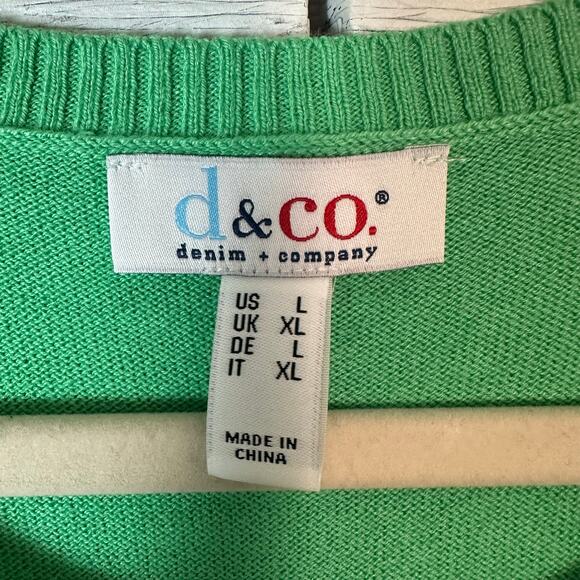 d&co.®
denim + company
US L
UK XL
DE L
IT XL
MADE IN
CHINA